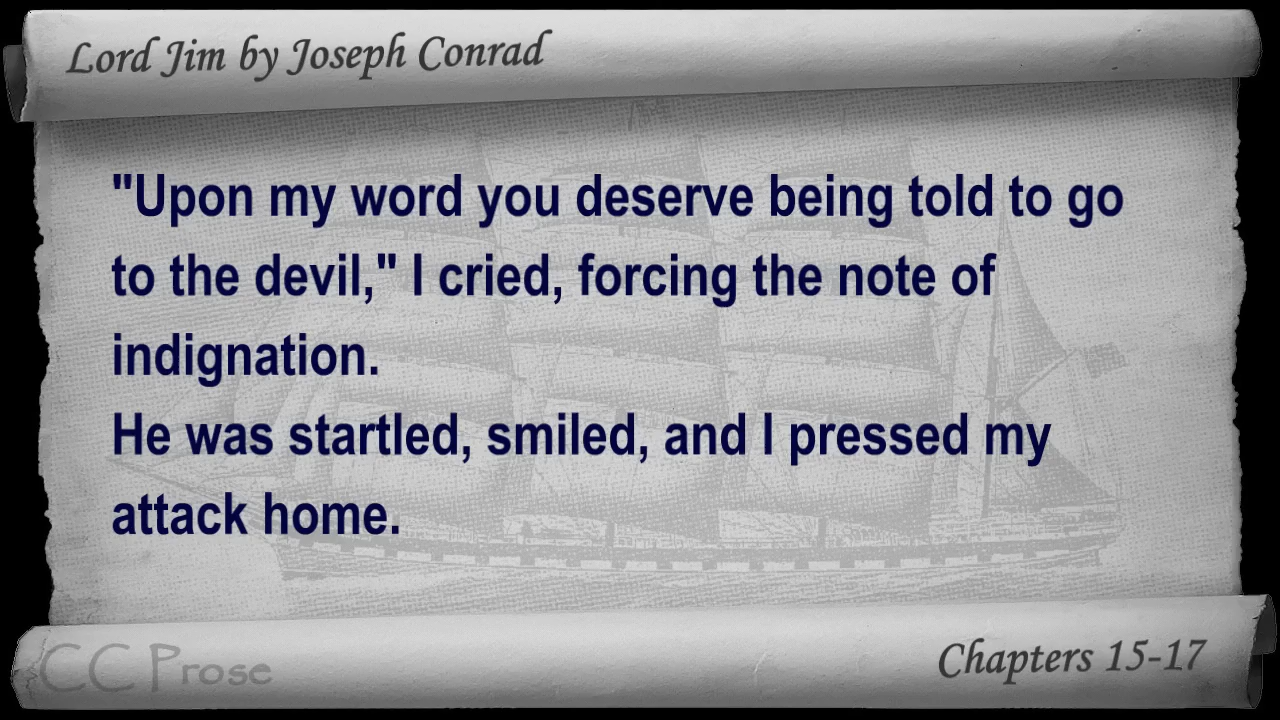 Lord Jim by Joseph Conrad
"Upon my word you deserve being told to go
to the devil," I cried, forcing the note of
indignation.
He was startled, smiled, and I pressed my
attack home.
CC Prose
Chapters 15-17